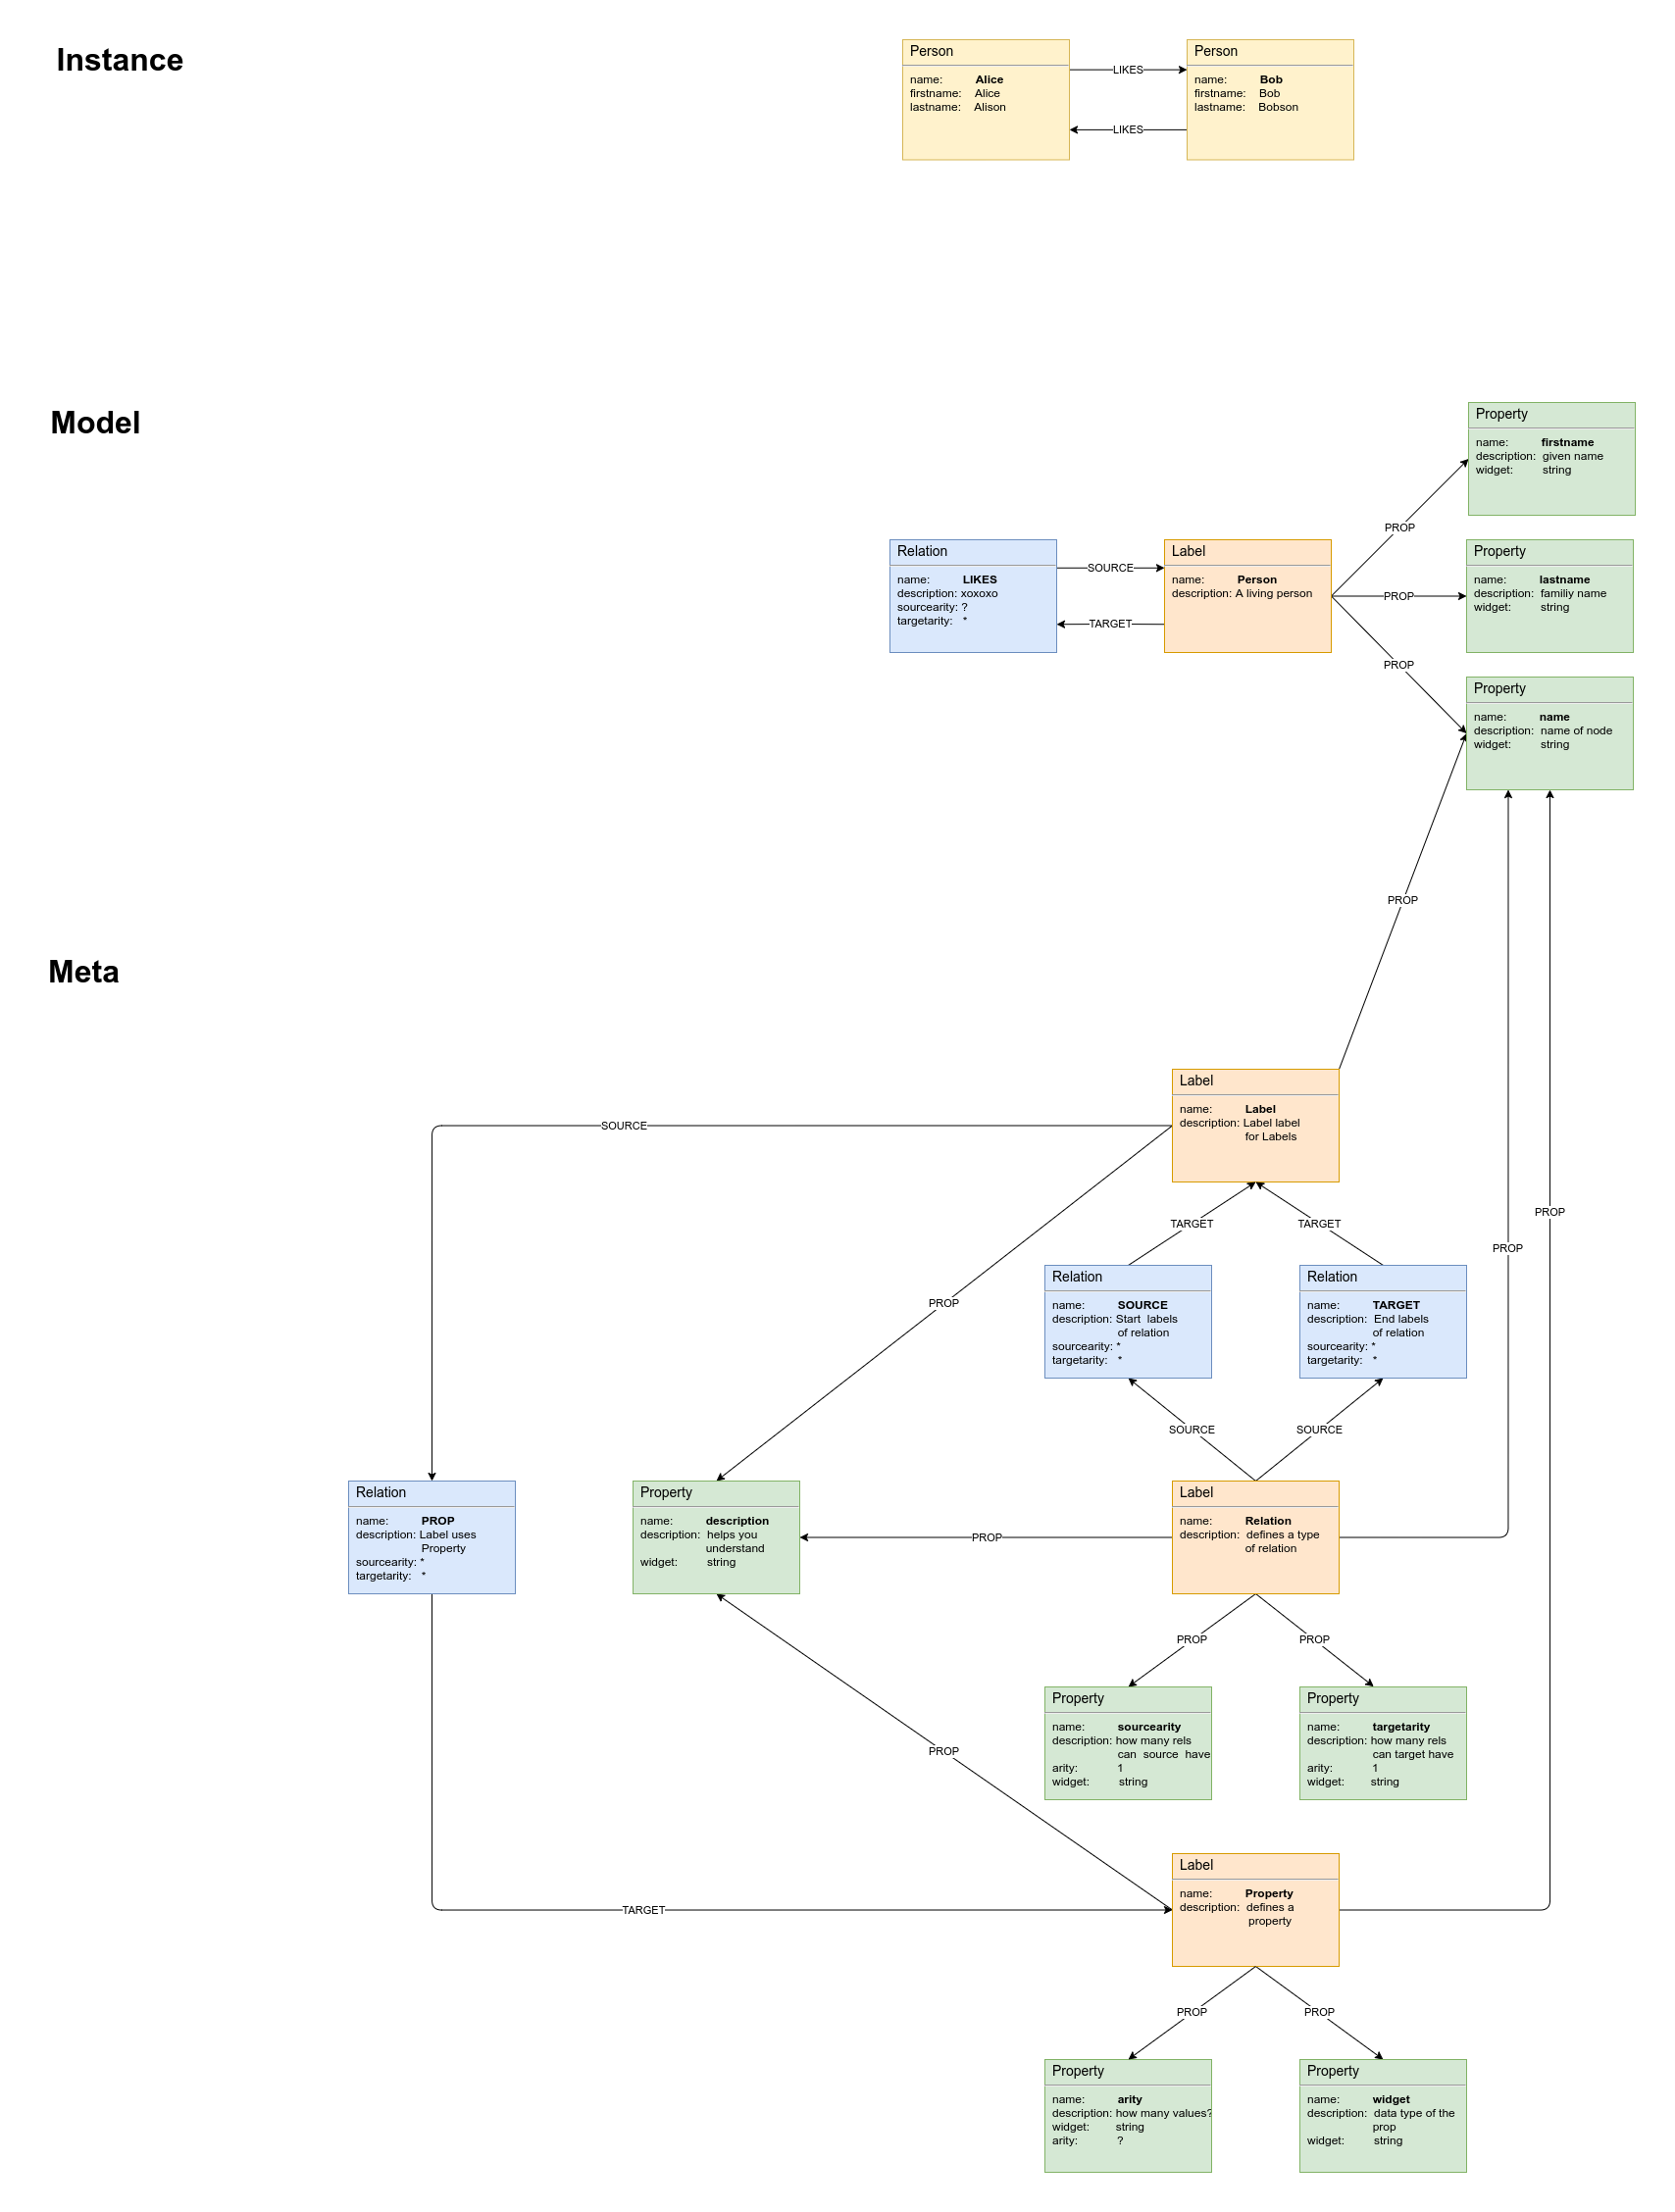 Instance
Person
name: Alice
firstname: Alice
lastname: Alison
LIKES
LIKES
Person
name: Bob
firstname: Bob
lastname: Bobson
Model
Property
name: firstname
description: given name
widget: string
PROP
Relation
name: LIKES
description: xoxoxo
sourcearity: ?
targetarity: *
SOURCE
TARGET
Label
name: Person
description: A living person
PROP
Property
name: lastname
description: familiy name
widget: string
PROP
Property
name: name
description: name of node
widget: string
PROP
Meta
Label
name: Label
description: Label label
for Labels
SOURCE
PROP
TARGET
TARGET
PROP
PROP
Relation
name: SOURCE
description: Start labels
of relation
sourcearity: *
targetarity: *
Relation
name: TARGET
description: End labels
of relation
sourcearity: *
targetarity: *
SOURCE
SOURCE
Relation
name: PROP
description: Label uses
Property
sourcearity: *
targetarity: *
Property
name: description
description: helps you
understand
widget: string
PROP
Label
name: Relation
description: defines a type
of relation
PROP
PROP
Property
name: sourcearity
description: how many rels
can source have
arity: 1
widget: string
Property
name: targetarity
description: how many rels
can target have
arity: 1
widget: string
PROP
TARGET
Label
name: Property
description: defines a
property
PROP
PROP
Property
name: arity
description: how many values?
widget: string
arity: ?
Property
name: widget
description: data type of the
prop
widget: string